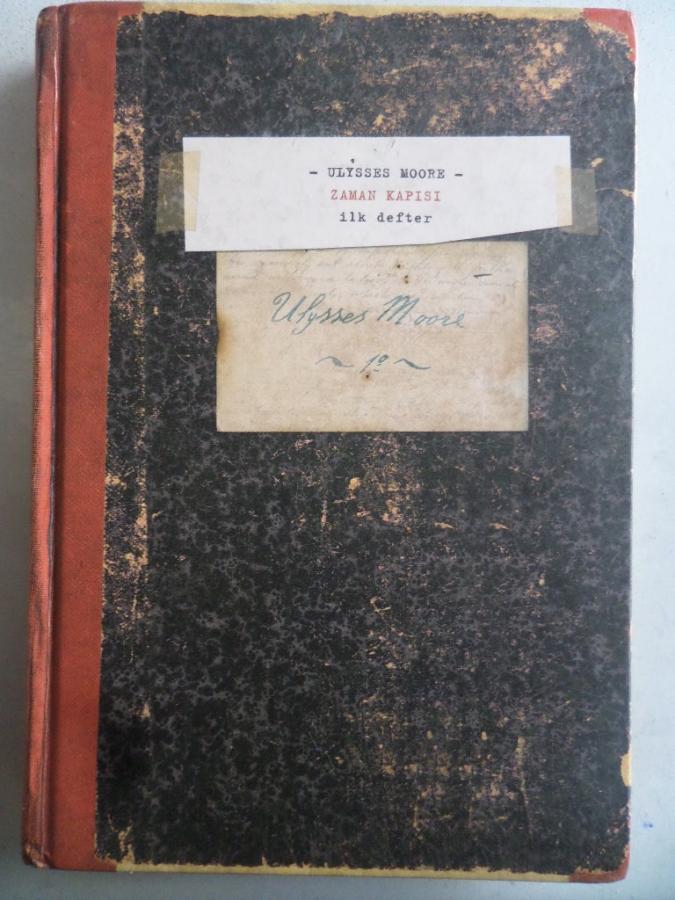 - ULYSSES MOORE -
ZAMAN KAPISI
ilk defter
Ulysses Moore
~ 1º ~